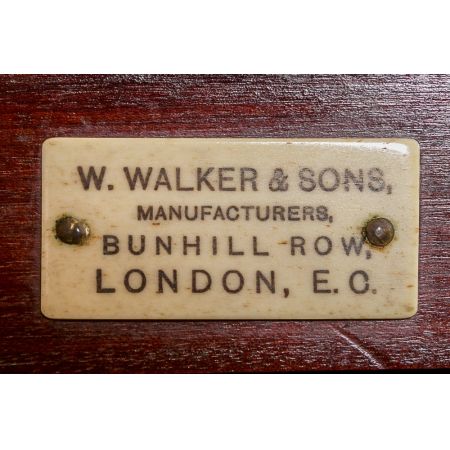 W. WALKER & SONS,
MANUFACTURERS,
BUNHILL ROW,
LONDON, E.C.